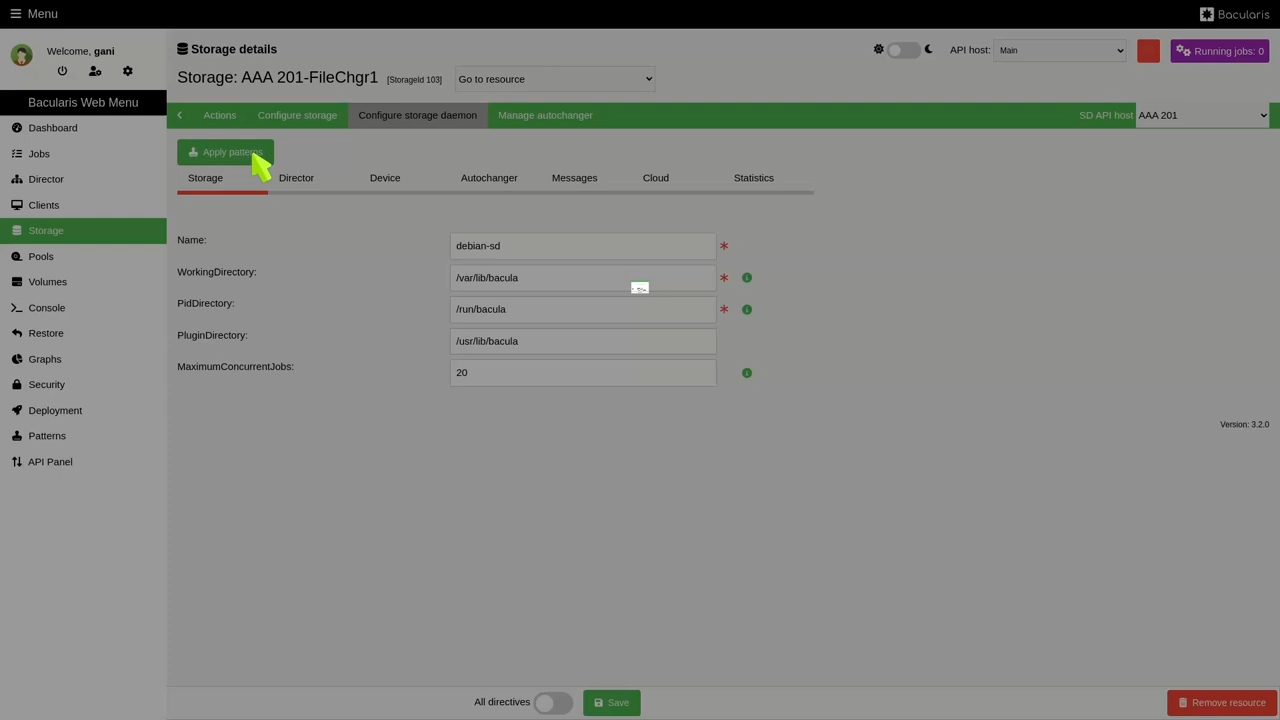 Menu
Bacularis
Welcome, gani
Storage details
API host:
Main
Running jobs: 0
Storage: AAA 201-FileChgr1
[StorageId 103]
Go to resource
Bacularis Web Menu
Actions
Configure storage
Configure storage daemon
Manage autochanger
SD API host
AAA 201
Dashboard
Jobs
Director
Clients
Storage
Pools
Volumes
Console
Restore
Graphs
Security
Deployment
Patterns
API Panel
Apply patterns
Storage
Director
Device
Autochanger
Messages
Cloud
Statistics
Name:
debian-sd
WorkingDirectory:
/var/lib/bacula
PidDirectory:
/run/bacula
PluginDirectory:
/usr/lib/bacula
MaximumConcurrentJobs:
20
Version: 3.2.0
All directives
Save
Remove resource